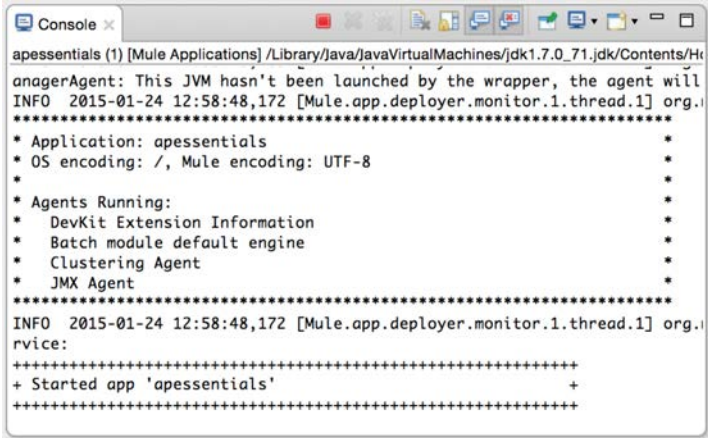 Console
apessentials (1) [Mule Applications] /Library/Java/JavaVirtualMachines/jdk1.7.0_71.jdk/Contents/Ho
anagerAgent: This JVM hasn't been launched by the wrapper, the agent will
INFO  2015-01-24 12:58:48,172 [Mule.app.deployer.monitor.1.thread.1] org.
**********************************************************************
* Application: apessentials                                          *
* OS encoding: /, Mule encoding: UTF-8                               *
*                                                                    *
* Agents Running:                                                    *
*   DevKit Extension Information                                     *
*   Batch module default engine                                      *
*   Clustering Agent                                                 *
*   JMX Agent                                                        *
**********************************************************************
INFO  2015-01-24 12:58:48,172 [Mule.app.deployer.monitor.1.thread.1] org.
rvice:
++++++++++++++++++++++++++++++++++++++++++++++++++++++++++++
+ Started app 'apessentials'                               +
++++++++++++++++++++++++++++++++++++++++++++++++++++++++++++